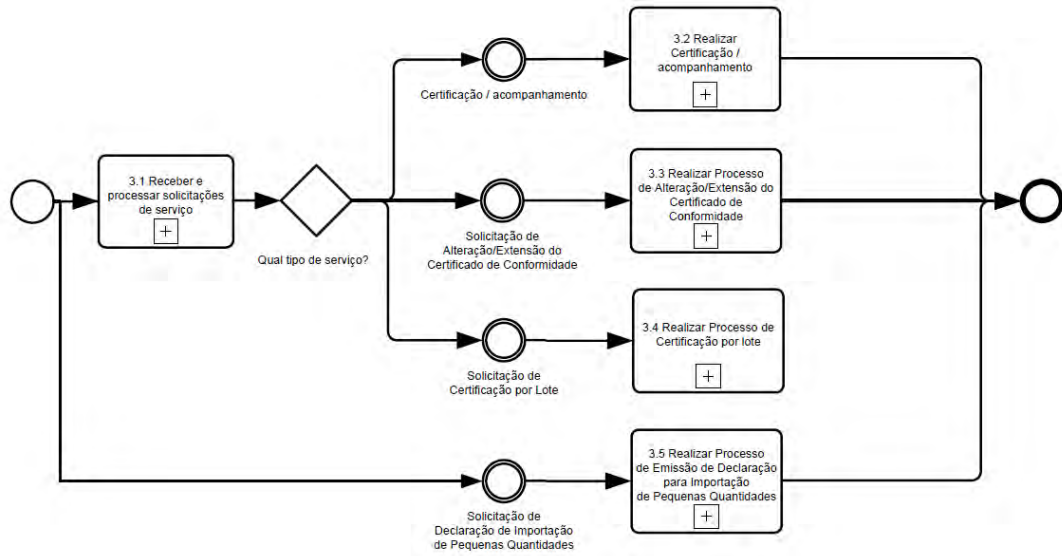 3.2 Realizar
Certificação /
acompanhamento
Certificação / acompanhamento
3.1 Receber e
processar solicitações
de serviço
Qual tipo de serviço?
3.3 Realizar Processo
de Alteração/Extensão do
Certificado de
Conformidade
Solicitação de
Alteração/Extensão do
Certificado de Conformidade
3.4 Realizar Processo de
Certificação por lote
Solicitação de
Certificação por Lote
3.5 Realizar Processo
de Emissão de Declaração
para Importação
de Pequenas Quantidades
Solicitação de
Declaração de Importação
de Pequenas Quantidades